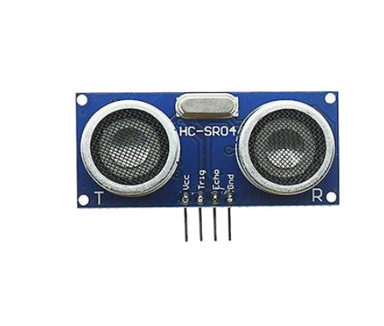 HC-SR04
Vcc
Trig
Echo
Gnd
T
R